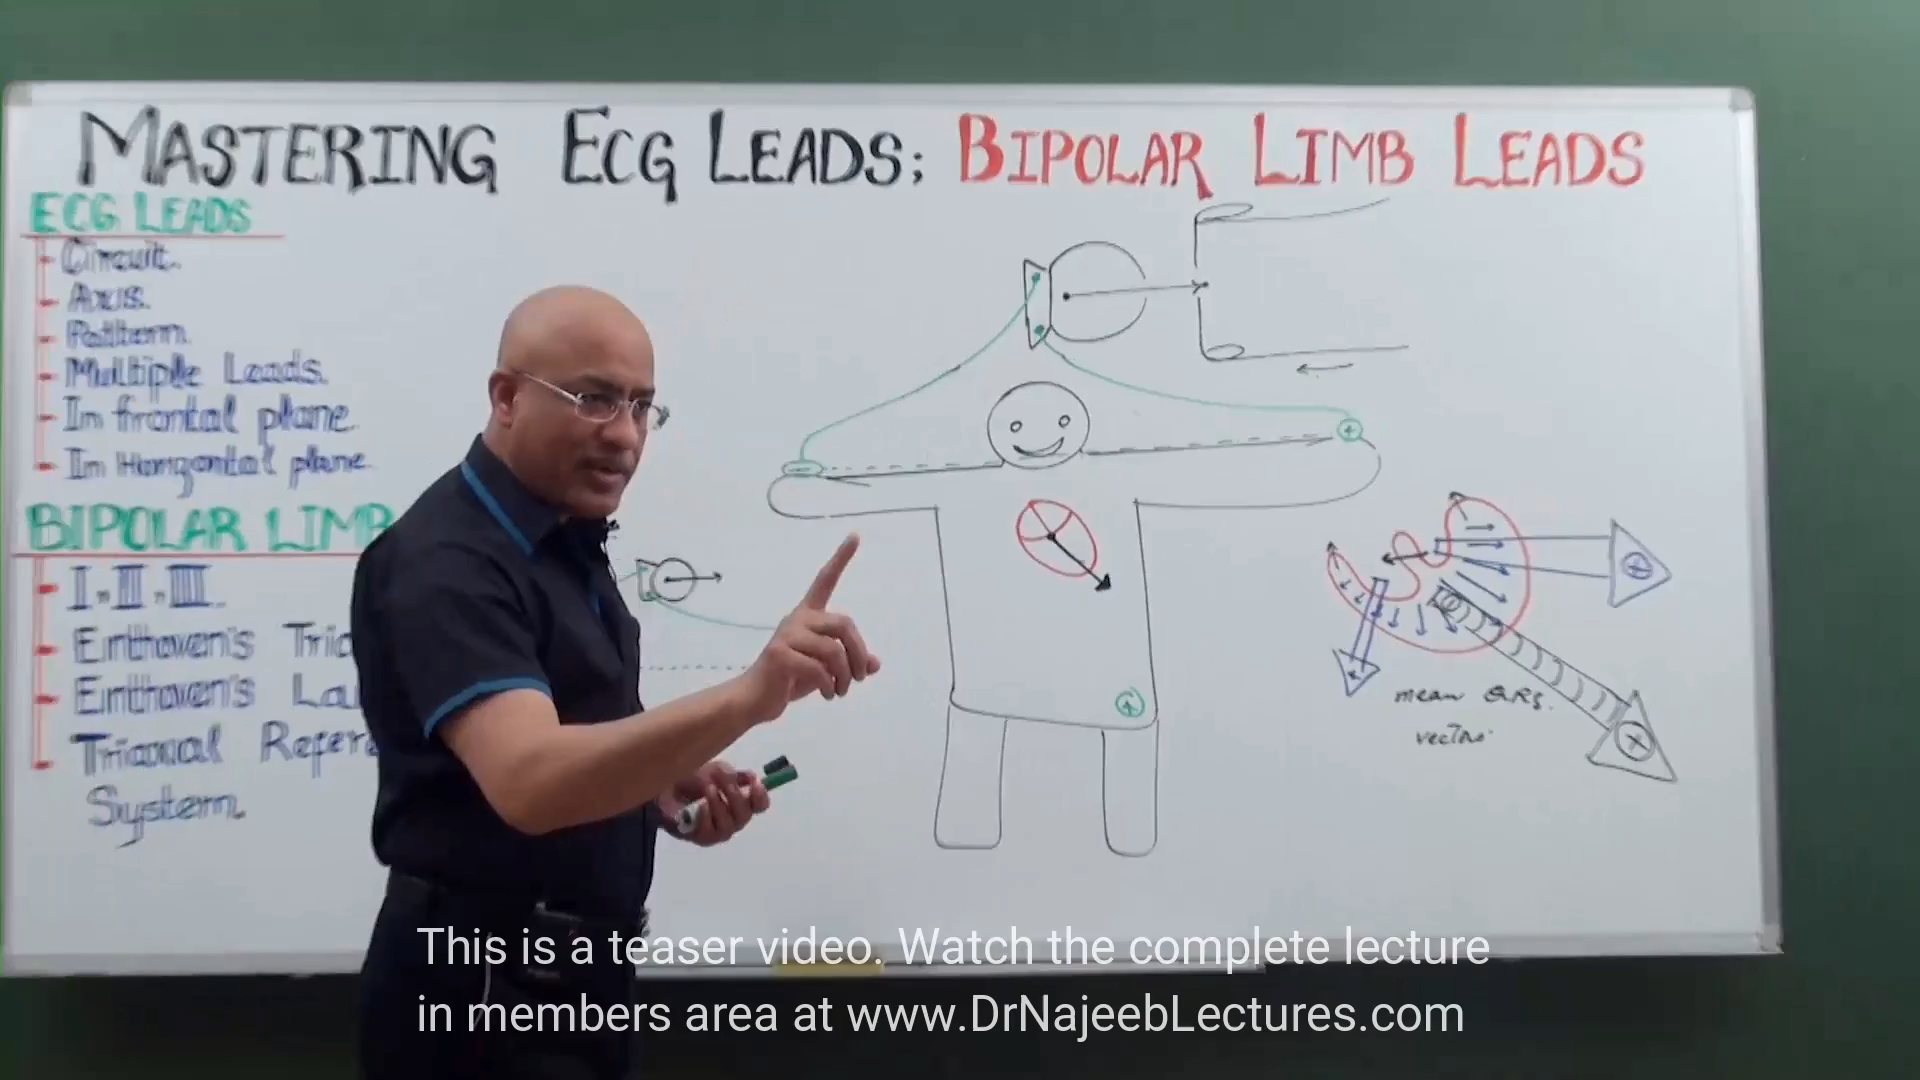 MASTERING ECG LEADS; BIPOLAR LIMB LEADS
ECG LEADS
- Circuit.
- Axis.
- Pattern.
- Multiple Leads.
- In frontal plane
- In Horizontal plane
BIPOLAR LIMB
- I, II, III.
- Einthoven's
- Einthoven's
- Triaxial
System
mean QRS.
vector
This is a teaser video. Watch the complete lecture
in members area at www.DrNajeebLectures.com